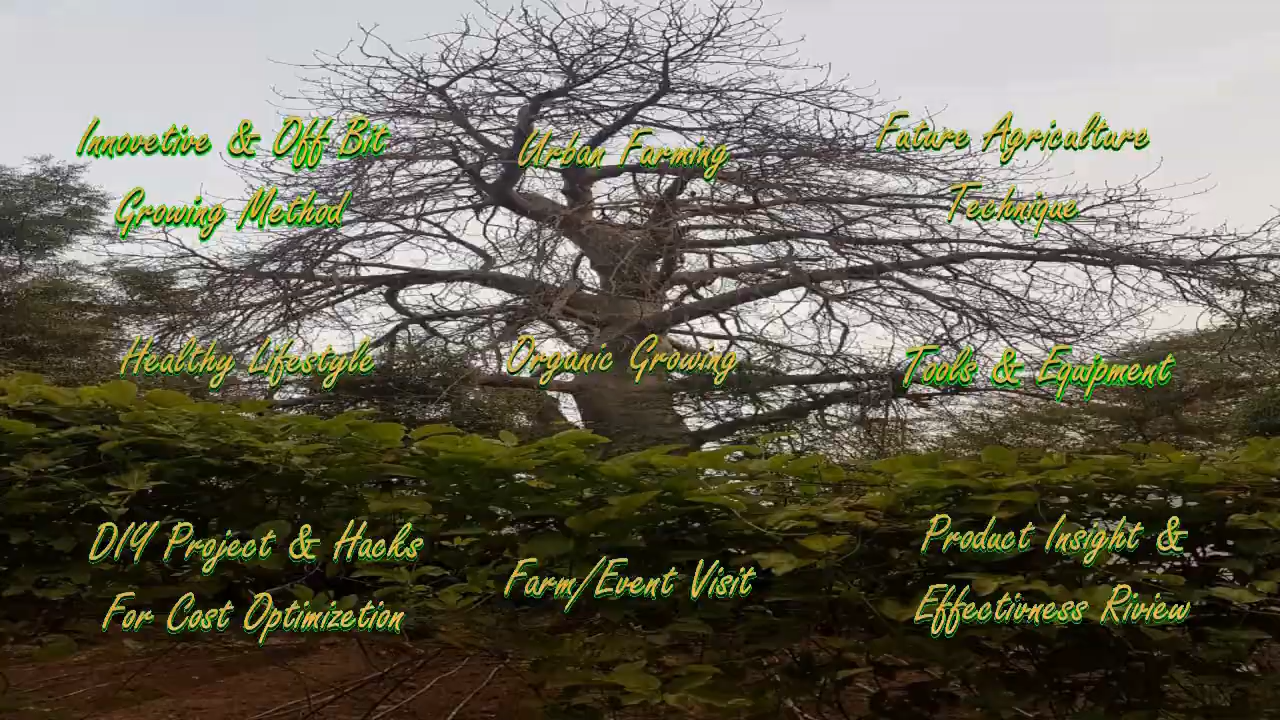 Innovetive & Off Bit
Growing Method
Urban Farming
Future Agriculture
Technique
Healthy Lifestyle
Organic Growing
Tools & Equipment
DIY Project & Hacks
For Cost Optimizetion
Farm/Event Visit
Product Insight &
Effectivness Riview